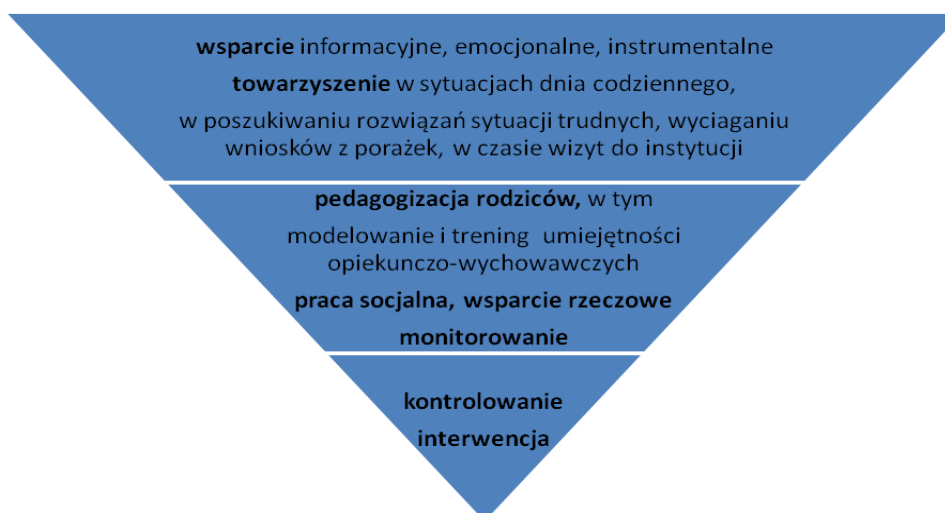 wsparcie informacyjne, emocjonalne, instrumentalne
towarzyszenie w sytuacjach dnia codziennego,
w poszukiwaniu rozwiązań sytuacji trudnych, wyciaganiu
wniosków z porażek, w czasie wizyt do instytucji
pedagogizacja rodziców, w tym
modelowanie i trening umiejętności
opiekunczo-wychowawczych
praca socjalna, wsparcie rzeczowe
monitorowanie
kontrolowanie
interwencja